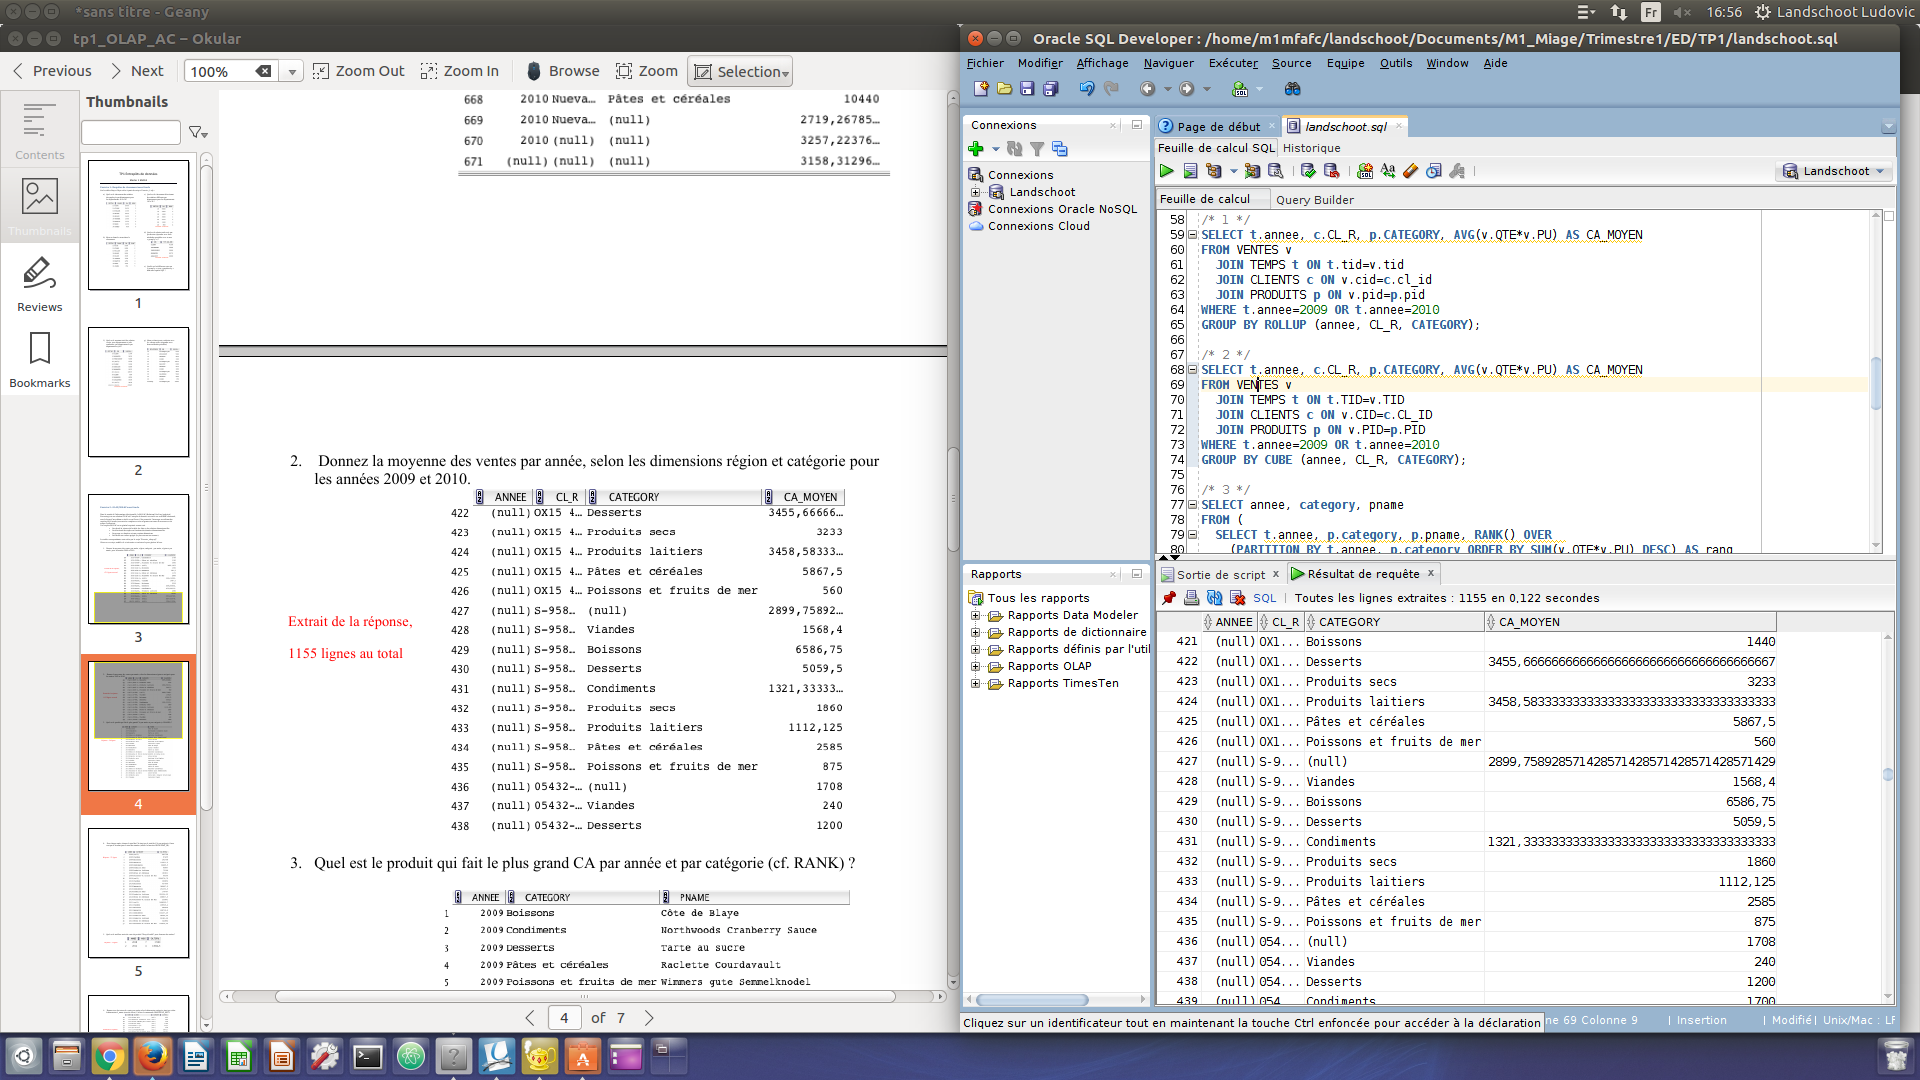 *sans titre - Geany
Fr
16:56
Landschoot Ludovic
tp1_OLAP_AC – Okular
Previous
Next
100%
Zoom Out
Zoom In
Browse
Zoom
Selection
Contents
Thumbnails
Reviews
Bookmarks
Thumbnails
1
2
3
4
5
668 2010 Nueva… Pâtes et céréales 10440
669 2010 Nueva… (null) 2719,26785…
670 2010 (null) (null) 3257,22376…
671 (null) (null) (null) 3158,31296…
2. Donnez la moyenne des ventes par année, selon les dimensions région et catégorie pour
les années 2009 et 2010.
ANNEE CL_R CATEGORY CA_MOYEN
422 (null) OX15 4… Desserts 3455,66666…
423 (null) OX15 4… Produits secs 3233
424 (null) OX15 4… Produits laitiers 3458,58333…
425 (null) OX15 4… Pâtes et céréales 5867,5
426 (null) OX15 4… Poissons et fruits de mer 560
427 (null) S-958… (null) 2899,75892…
428 (null) S-958… Viandes 1568,4
429 (null) S-958… Boissons 6586,75
430 (null) S-958… Desserts 5059,5
431 (null) S-958… Condiments 1321,33333…
432 (null) S-958… Produits secs 1860
433 (null) S-958… Produits laitiers 1112,125
434 (null) S-958… Pâtes et céréales 2585
435 (null) S-958… Poissons et fruits de mer 875
436 (null) 05432-… (null) 1708
437 (null) 05432-… Viandes 240
438 (null) 05432-… Desserts 1200
Extrait de la réponse,
1155 lignes au total
3. Quel est le produit qui fait le plus grand CA par année et par catégorie (cf. RANK) ?
ANNEE CATEGORY PNAME
1 2009 Boissons Côte de Blaye
2 2009 Condiments Northwoods Cranberry Sauce
3 2009 Desserts Tarte au sucre
4 2009 Pâtes et céréales Raclette Courdavault
5 2009 Poissons et fruits de mer Wimmers gute Semmelknodel
4 of 7
Oracle SQL Developer : /home/m1mfafc/landschoot/Documents/M1_Miage/Trimestre1/ED/TP1/landschoot.sql
Fichier Modifier Affichage Naviguer Exécuter Source Equipe Outils Window Aide
Connexions
Connexions
Landschoot
Connexions Oracle NoSQL
Connexions Cloud
Rapports
Tous les rapports
Rapports Data Modeler
Rapports de dictionnaire
Rapports définis par l'util
Rapports OLAP
Rapports TimesTen
Page de début
landschoot.sql
Feuille de calcul SQL Historique
Landschoot
Feuille de calcul Query Builder
58 /* 1 */
59 SELECT t.annee, c.CL_R, p.CATEGORY, AVG(v.QTE*v.PU) AS CA_MOYEN
60 FROM VENTES v
61 JOIN TEMPS t ON t.tid=v.tid
62 JOIN CLIENTS c ON v.cid=c.cl_id
63 JOIN PRODUITS p ON v.pid=p.pid
64 WHERE t.annee=2009 OR t.annee=2010
65 GROUP BY ROLLUP (annee, CL_R, CATEGORY);
66
67 /* 2 */
68 SELECT t.annee, c.CL_R, p.CATEGORY, AVG(v.QTE*v.PU) AS CA_MOYEN
69 FROM VENTES v
70 JOIN TEMPS t ON t.TID=v.TID
71 JOIN CLIENTS c ON v.CID=c.CL_ID
72 JOIN PRODUITS p ON v.PID=p.PID
73 WHERE t.annee=2009 OR t.annee=2010
74 GROUP BY CUBE (annee, CL_R, CATEGORY);
75
76 /* 3 */
77 SELECT annee, category, pname
78 FROM (
79 SELECT t.annee, p.category, p.pname, RANK() OVER
80 (PARTITION BY t.annee, p.category ORDER BY SUM(v.QTE*v.PU) DESC) AS rang
Sortie de script
Résultat de requête
SQL
Toutes les lignes extraites : 1155 en 0,122 secondes
ANNEE CL_R CATEGORY CA_MOYEN
421 (null) OX1... Boissons 1440
422 (null) OX1... Desserts 3455,66666666666666666666666666666666667
423 (null) OX1... Produits secs 3233
424 (null) OX1... Produits laitiers 3458,58333333333333333333333333333333333
425 (null) OX1... Pâtes et céréales 5867,5
426 (null) OX1... Poissons et fruits de mer 560
427 (null) S-9... (null) 2899,75892857142857142857142857142857143
428 (null) S-9... Viandes 1568,4
429 (null) S-9... Boissons 6586,75
430 (null) S-9... Desserts 5059,5
431 (null) S-9... Condiments 1321,33333333333333333333333333333333333
432 (null) S-9... Produits secs 1860
433 (null) S-9... Produits laitiers 1112,125
434 (null) S-9... Pâtes et céréales 2585
435 (null) S-9... Poissons et fruits de mer 875
436 (null) 054... (null) 1708
437 (null) 054... Viandes 240
438 (null) 054... Desserts 1200
439 (null) 054... Condiments 1700
Cliquez sur un identificateur tout en maintenant la touche Ctrl enfoncée pour accéder à la déclaration
ne 69 Colonne 9 | Insertion | Modifié | Unix/Mac : LF